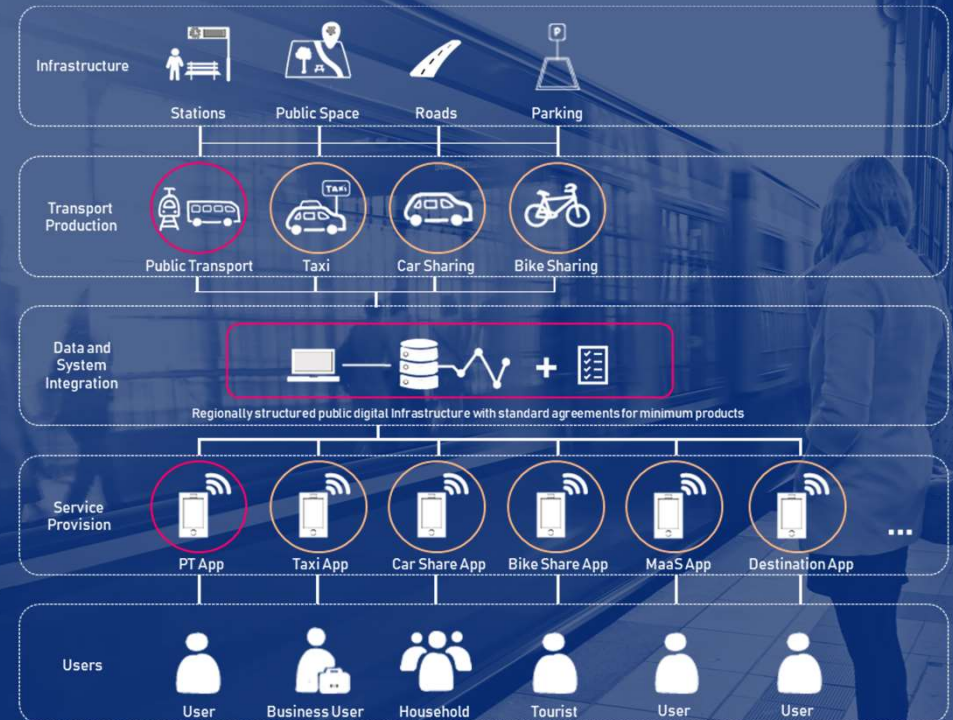 Infrastructure
P
Stations
Public Space
Roads
Parking
Transport
Production
TAXI
Public Transport
Taxi
Car Sharing
Bike Sharing
Data and
System
Integration
+
Regionally structured public digital Infrastructure with standard agreements for minimum products
Service
Provision
...
PT App
Taxi App
Car Share App
Bike Share App
MaaS App
Destination App
Users
User
Business User
Household
Tourist
User
User